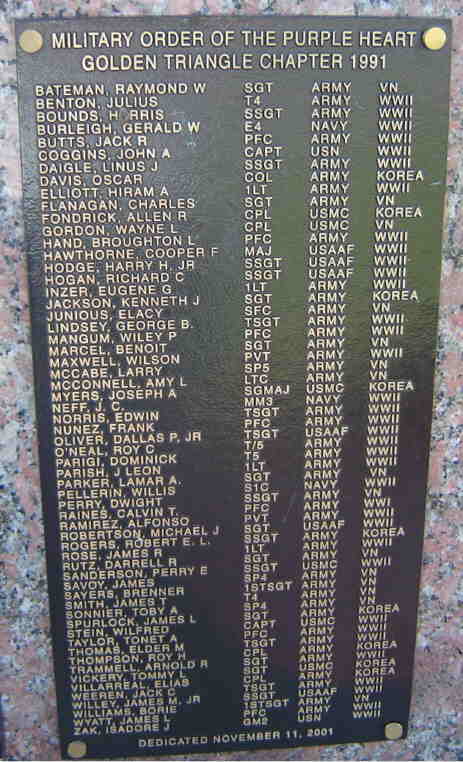 MILITARY ORDER OF THE PURPLE HEART
GOLDEN TRIANGLE CHAPTER 1991
BATEMAN, RAYMOND W SGT ARMY VN
BENTON, JULIUS T4 ARMY WWII
BOUNDS, H RRIS SSGT ARMY WWII
BURLEIGH, GERALD W E4 NAVY WWII
BUTTS, JACK R PFC ARMY WWII
COGGINS, JOHN A CAPT USN WWII
DAIGLE, LINUS J SSGT ARMY WWII
DAVIS, OSCAR COL ARMY KOREA
ELLIOTT, HIRAM A 1LT ARMY WWII
FLANAGAN, CHARLES SGT ARMY VN
FONDRICK, ALLEN R CPL USMC KOREA
GORDON, WAYNE L CPL USMC VN
HAND, BROUGHTON L PFC ARMY WWII
HAWTHORNE, COOPER F MAJ USAAF WWII
HODGE, HARRY H, JR SSGT USAAF WWII
HOGAN, RICHARD C SSGT USAAF WWII
INZER, EUGENE G 1LT ARMY WWII
JACKSON, KENNETH J SGT ARMY KOREA
JUNIOUS, ELACY SFC ARMY VN
LINDSEY, GEORGE B. TSGT ARMY WWII
MANGUM, WILEY P PFC ARMY WWII
MARCEL, BENOIT SGT ARMY VN
MAXWELL, WILSON PVT ARMY WWII
MCCABE, LARRY SP5 ARMY VN
MCCONNELL, AMY L LTC ARMY VN
MYERS, JOSEPH A SGMAJ USMC KOREA
NEFF, J. C. MM3 NAVY WWII
NORRIS, EDWIN TSGT ARMY WWII
NUNEZ, FRANK PFC ARMY WWII
OLIVER, DALLAS P, JR TSGT USAAF WWII
O'NEAL, ROY C T/5 ARMY WWII
PARIGI, DOMINICK T5 ARMY WWII
PARISH, J LEON 1LT ARMY WWII
PARKER, LAMAR A. SGT ARMY VN
PELLERIN, WILLIS S1C NAVY WWII
PERRY, DWIGHT SSGT ARMY VN
RAINES, CALVIN T. PFC ARMY WWI
RAMIREZ, ALFONSO PVT ARMY WWII
ROBERTSON, MICHAEL J SGT USAAF WWII
ROGERS, ROBERT E. L. SSGT ARMY KOREA
ROSE, JAMES R 1LT ARMY WWII
RUTZ, DARRELL R SGT ARMY VN
SANDERSON, PERRY E SSGT USMC WWII
SAVOY, JAMES SP4 ARMY VN
SAYERS, BRENNER 1STSGT ARMY VN
SMITH, JAMES T T4 ARMY
SONNIER, TOBY A SP4 ARMY VN
SPURLOCK, JAMES L SGT ARMY KOREA
STEIN, WILFRED CAPT USMC WWII
TAYLOR, TONET A PFC ARMY WWII
THOMAS, ELDER M TSGT ARMY WWII
THOMPSON, ROY H CPL ARMY KOREA
TRAMMELL, ARNOLD R SGT USMC WWII
VICKERY, TOMMY L SGT USMC KOREA
VILLARREAL, ELIAS CPL ARMY KOREA
WEEREN, JACK C TSGT ARMY WWII
WILLEY, JAMES M, JR SSGT USAAF WWII
WILLIAMS, BORIE 1STSGT ARMY VN
WYATT, JAMES L PFC ARMY WWII
ZAK, ISADORE J GM2 USN WWII
DEDICATED NOVEMBER 11, 2001